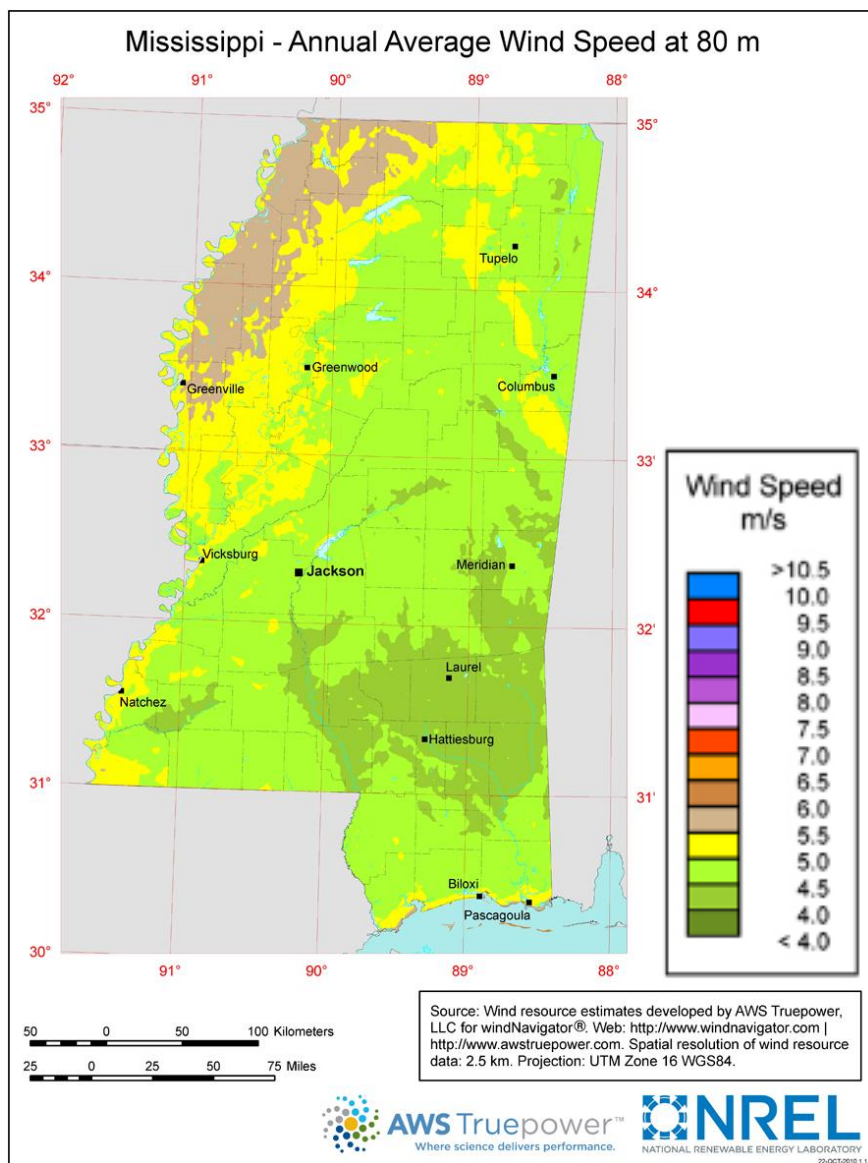 Mississippi - Annual Average Wind Speed at 80 m
92°
91°
90°
89°
88°
35°
35°
34°
34°
33°
33°
32°
32'
31°
31'
30°
91°
90°
89°
88°
Tupelo
Greenwood
Greenville
Columbus
Vicksburg
Jackson
Meridian
Laurel
Natchez
Hattiesburg
Biloxi
Pascagoula
Wind Speed
m/s
>10.5
10.0
9.5
9.0
8.5
8.0
7.5
7.0
6.5
6.0
5.5
5.0
4.5
4.0
< 4.0
50 0 50 100 Kilometers
25 0 25 50 75 Miles
Source: Wind resource estimates developed by AWS Truepower,
LLC for windNavigator®. Web: http://www.windnavigator.com |
http://www.awstruepower.com. Spatial resolution of wind resource
data: 2.5 km. Projection: UTM Zone 16 WGS84.
AWS Truepower™
Where science delivers performance.
NREL
NATIONAL RENEWABLE ENERGY LABORATORY